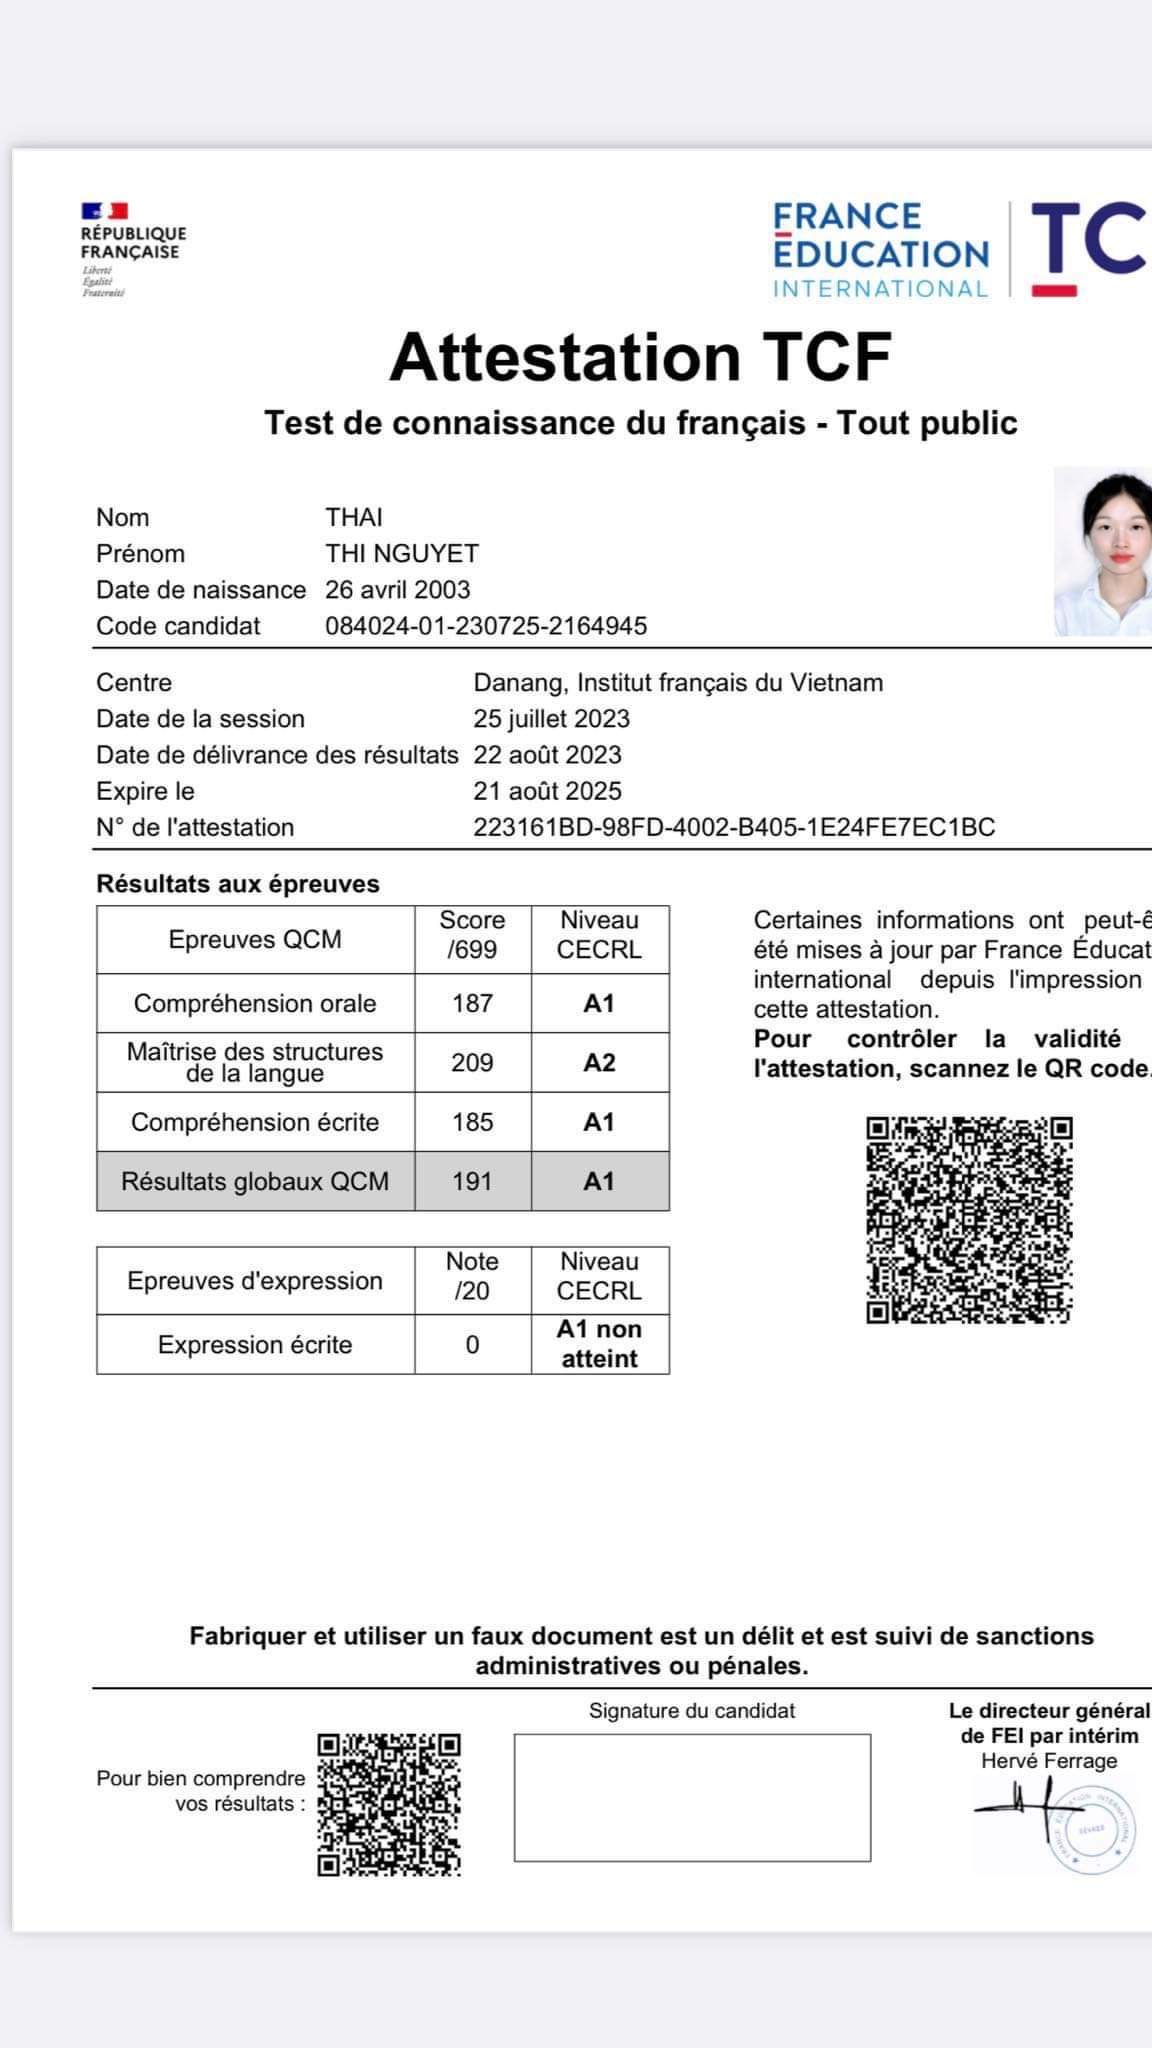 RÉPUBLIQUE
FRANÇAISE
Liberté
Égalité
Fraternité
FRANCE
ÉDUCATION
INTERNATIONAL
TC
Attestation TCF
Test de connaissance du français - Tout public
Nom THAI
Prénom THI NGUYET
Date de naissance 26 avril 2003
Code candidat 084024-01-230725-2164945
Centre Danang, Institut français du Vietnam
Date de la session 25 juillet 2023
Date de délivrance des résultats 22 août 2023
Expire le 21 août 2025
N° de l'attestation 223161BD-98FD-4002-B405-1E24FE7EC1BC
Résultats aux épreuves
Epreuves QCM Score /699 Niveau CECRL
Compréhension orale 187 A1
Maîtrise des structures de la langue 209 A2
Compréhension écrite 185 A1
Résultats globaux QCM 191 A1
Epreuves d'expression Note /20 Niveau CECRL
Expression écrite 0 A1 non atteint
Certaines informations ont peut-ê
été mises à jour par France Éducat
international depuis l'impression
cette attestation.
Pour contrôler la validité
l'attestation, scannez le QR code.
Fabriquer et utiliser un faux document est un délit et est suivi de sanctions
administratives ou pénales.
Pour bien comprendre
vos résultats :
Signature du candidat
Le directeur général
de FEI par intérim
Hervé Ferrage
FRANCE ÉDUCATION INTERNATIONAL
SÈVRES